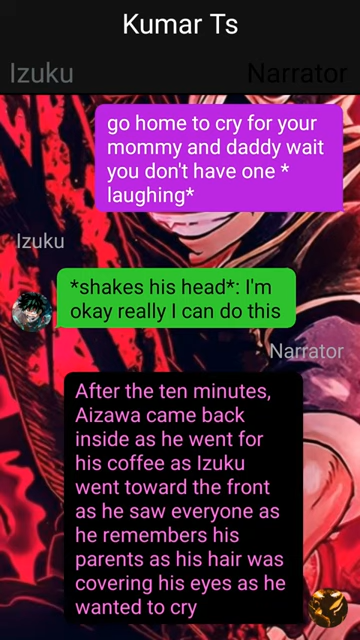 Kumar Ts
Izuku
Narrator
go home to cry for your
mommy and daddy wait
you don't have one *
laughing*
Izuku
*shakes his head*: I'm
okay really I can do this
Narrator
After the ten minutes,
Aizawa came back
inside as he went for
his coffee as Izuku
went toward the front
as he saw everyone as
he remembers his
parents as his hair was
covering his eyes as he
wanted to cry